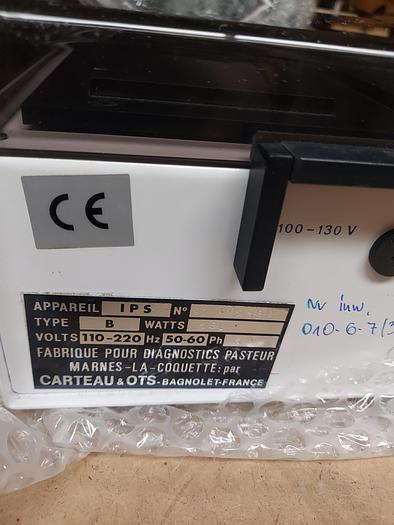 CE
100-130 V
Nr inw.
010-6-7/3
APPAREIL IPS N°
TYPE B WATTS
VOLTS 110-220 Hz 50-60 Ph
FABRIQUE POUR DIAGNOSTICS PASTEUR
MARNES-LA-COQUETTE: par
CARTEAU & OTS-BAGNOLET-FRANCE